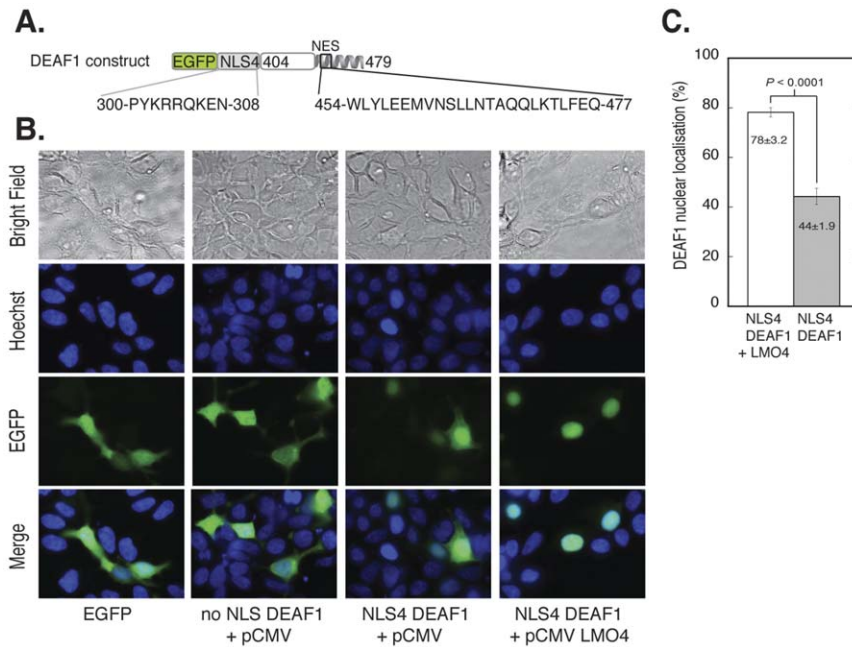 A.
NES
DEAF1 construct EGFP NLS4 404 479
300-PYKRRQKEN-308 454-WLYLEEMVNSLLNTAQQLKTLFEQ-477
B.
Bright Field
Hoechst
EGFP
Merge
EGFP
no NLS DEAF1
+ pCMV
NLS4 DEAF1
+ pCMV
NLS4 DEAF1
+ pCMV LMO4
C.
DEAF1 nuclear localisation (%)
100
80
60
40
20
0
P < 0.0001
78±3.2
44±1.9
NLS4
DEAF1
+ LMO4
NLS4
DEAF1